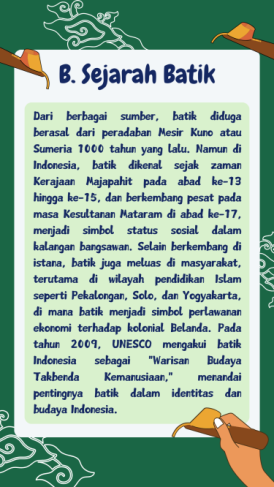 B. Sejarah Batik
Dari berbagai sumber, batik diduga
berasal dari peradaban Mesir Kuno atau
Sumeria 1000 tahun yang lalu. Namun di
Indonesia, batik dikenal sejak zaman
Kerajaan Majapahit pada abad ke-13
hingga ke-15, dan berkembang pesat pada
masa Kesultanan Mataram di abad ke-17,
menjadi simbol status sosial dalam
kalangan bangsawan. Selain berkembang di
istana, batik juga meluas di masyarakat,
terutama di wilayah pendidikan Islam
seperti Pekalongan, Solo, dan Yogyakarta,
di mana batik menjadi simbol perlawanan
ekonomi terhadap kolonial Belanda. Pada
tahun 2009, UNESCO mengakui batik
Indonesia sebagai "Warisan Budaya
Takbenda Kemanusiaan," menandai
pentingnya batik dalam identitas dan
budaya Indonesia.